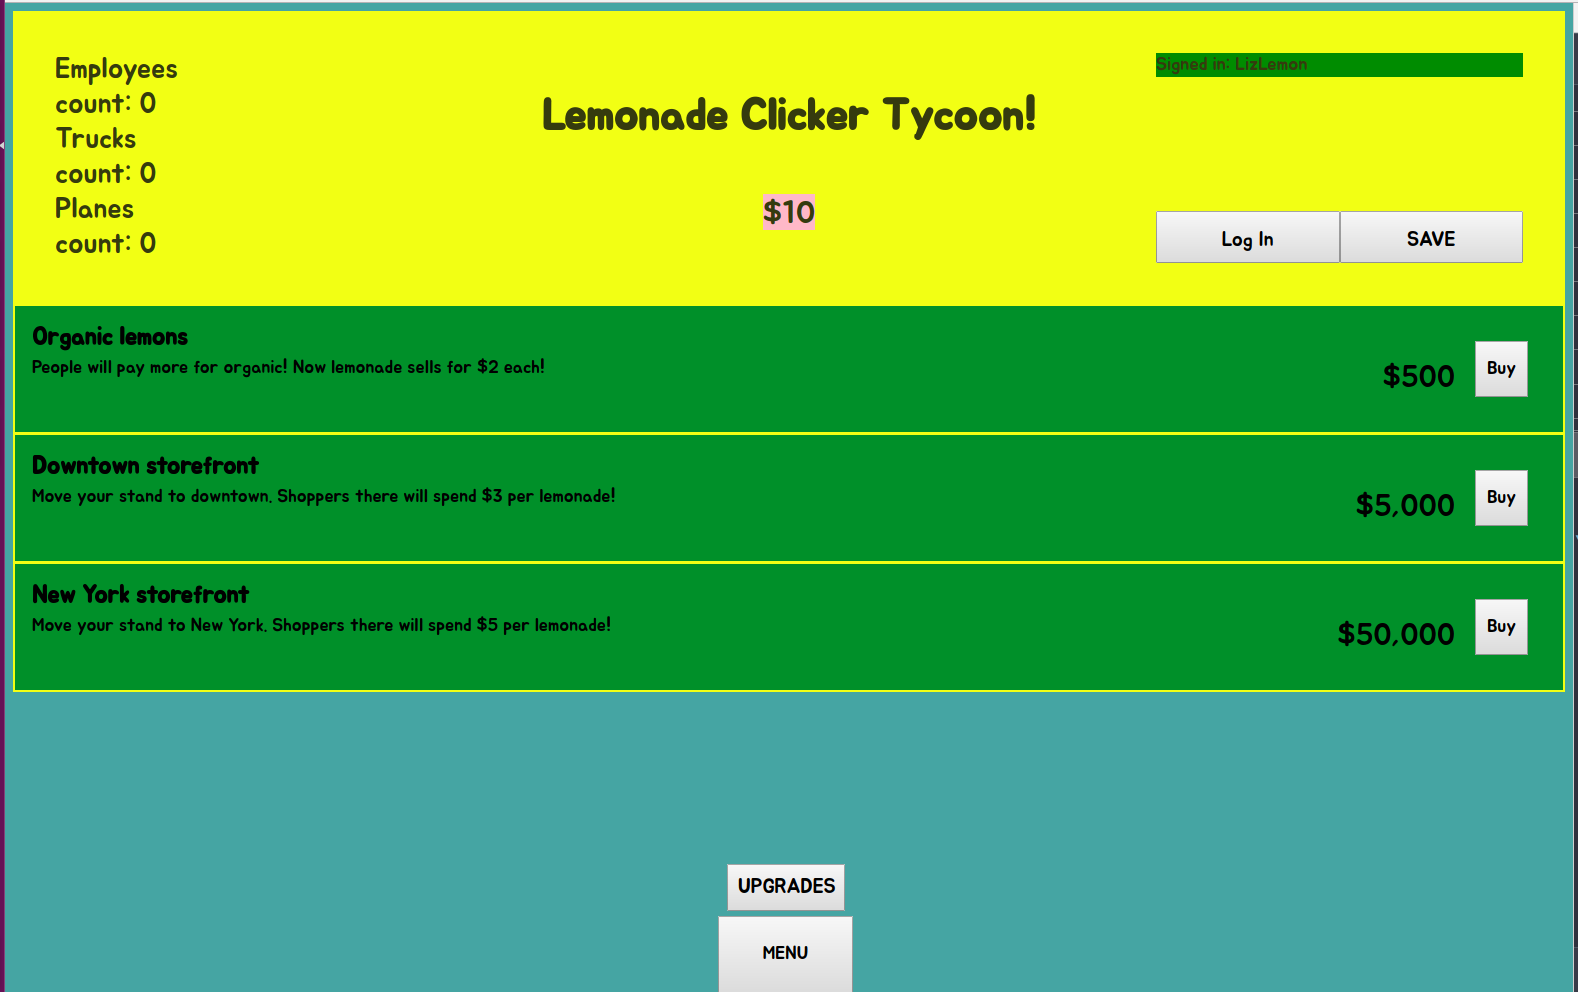 Employees
count: 0
Trucks
count: 0
Planes
count: 0
Lemonade Clicker Tycoon!
$10
Signed in: LizLemon
Log In
SAVE
Organic lemons
People will pay more for organic! Now lemonade sells for $2 each!
$500
Buy
Downtown storefront
Move your stand to downtown. Shoppers there will spend $3 per lemonade!
$5,000
Buy
New York storefront
Move your stand to New York. Shoppers there will spend $5 per lemonade!
$50,000
Buy
UPGRADES
MENU